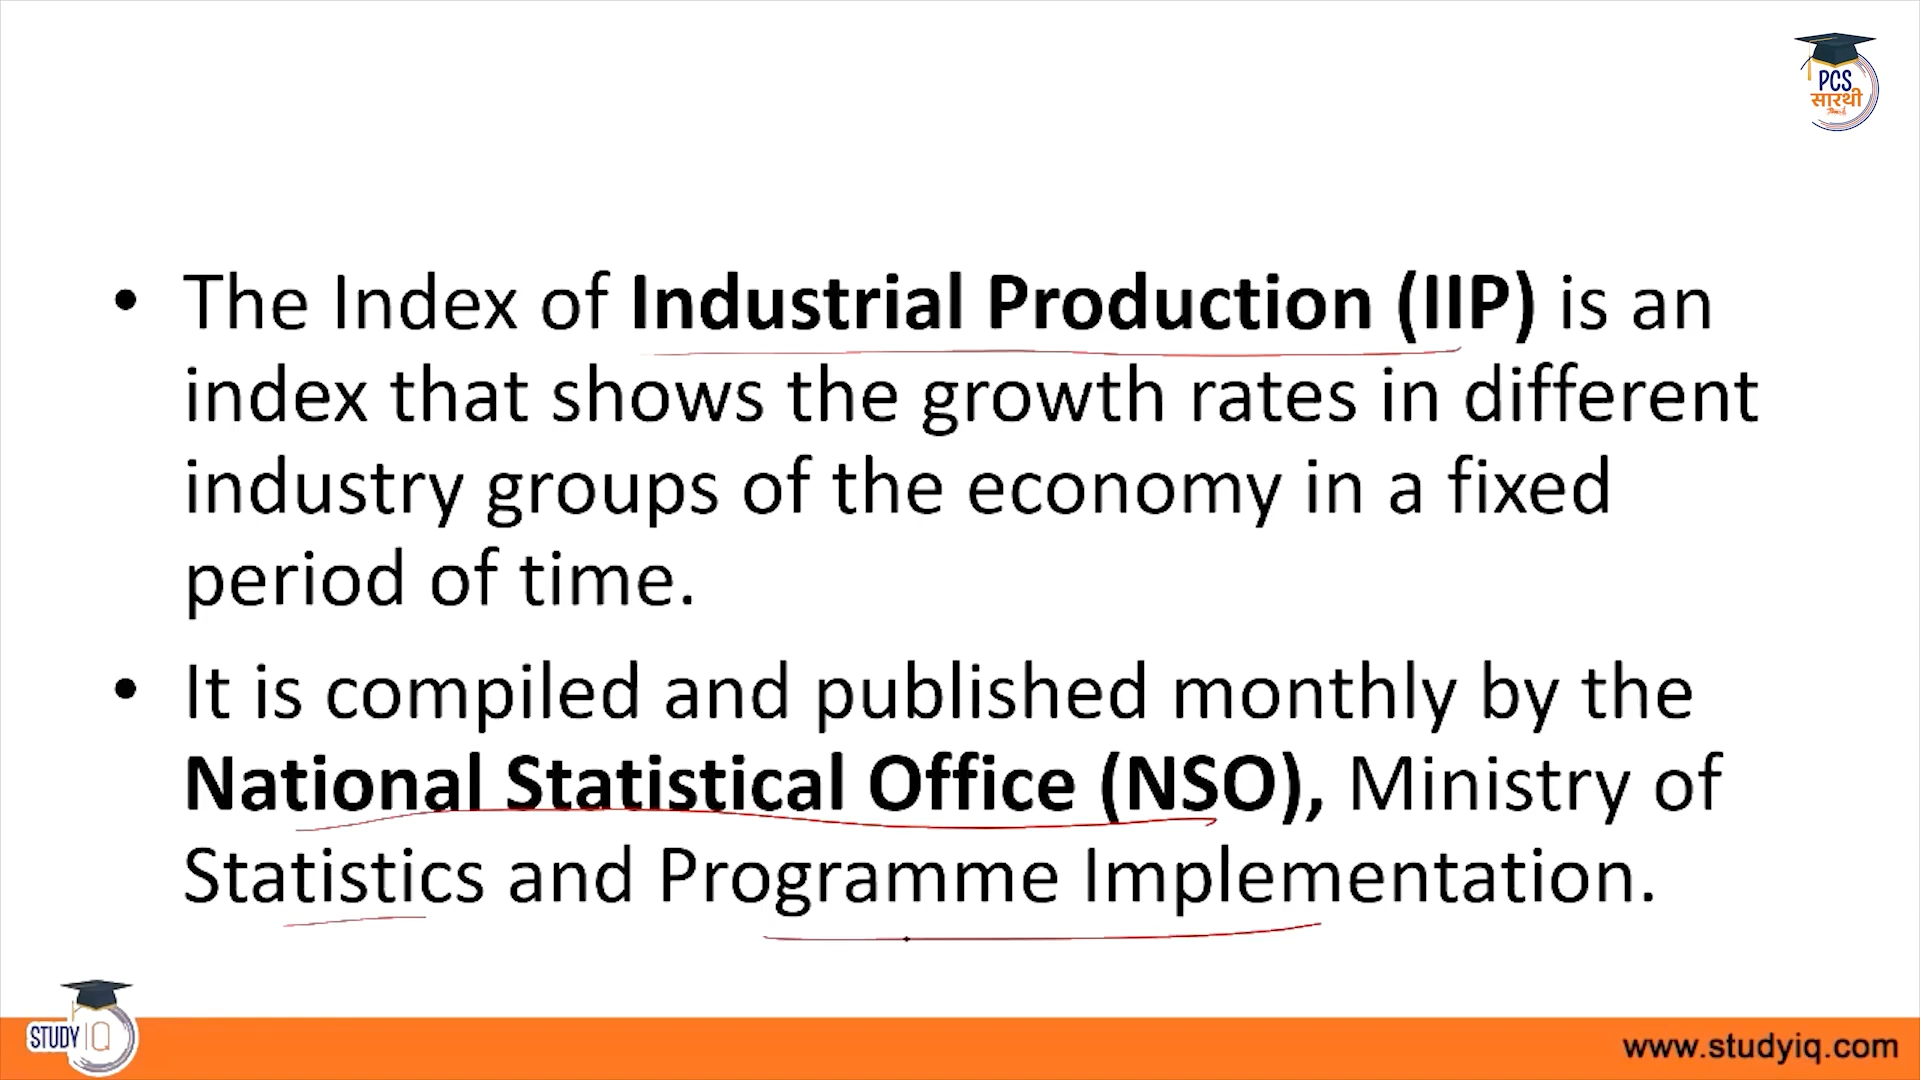 PCS
सारथी
• The Index of Industrial Production (IIP) is an
index that shows the growth rates in different
industry groups of the economy in a fixed
period of time.
• It is compiled and published monthly by the
National Statistical Office (NSO), Ministry of
Statistics and Programme Implementation.
STUDY IQ
www.studyiq.com